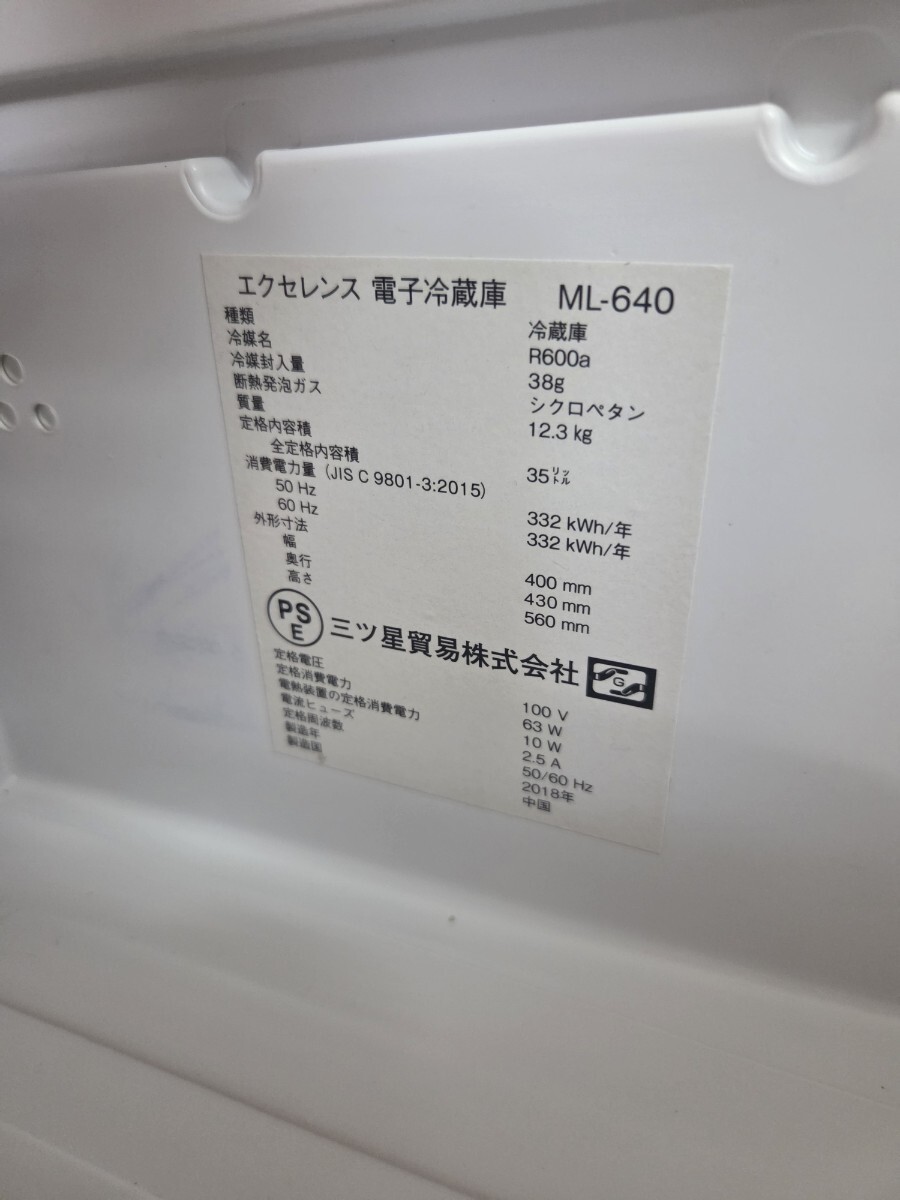 エクセレンス 電子冷蔵庫 ML-640
種類 冷蔵庫
冷媒名 R600a
冷媒封入量 38g
断熱発泡ガス シクロペタン
質量 12.3 kg
定格内容積
全定格内容積 35リットル
消費電力量 (JIS C 9801-3:2015)
50 Hz 332 kWh/年
60 Hz 332 kWh/年
外形寸法
幅 400 mm
奥行 430 mm
高さ 560 mm
PS E 三ツ星貿易株式会社 G
定格電圧 100 V
定格消費電力 63 W
電熱装置の定格消費電力 10 W
電流ヒューズ 2.5 A
定格周波数 50/60 Hz
製造年 2018年
製造国 中国